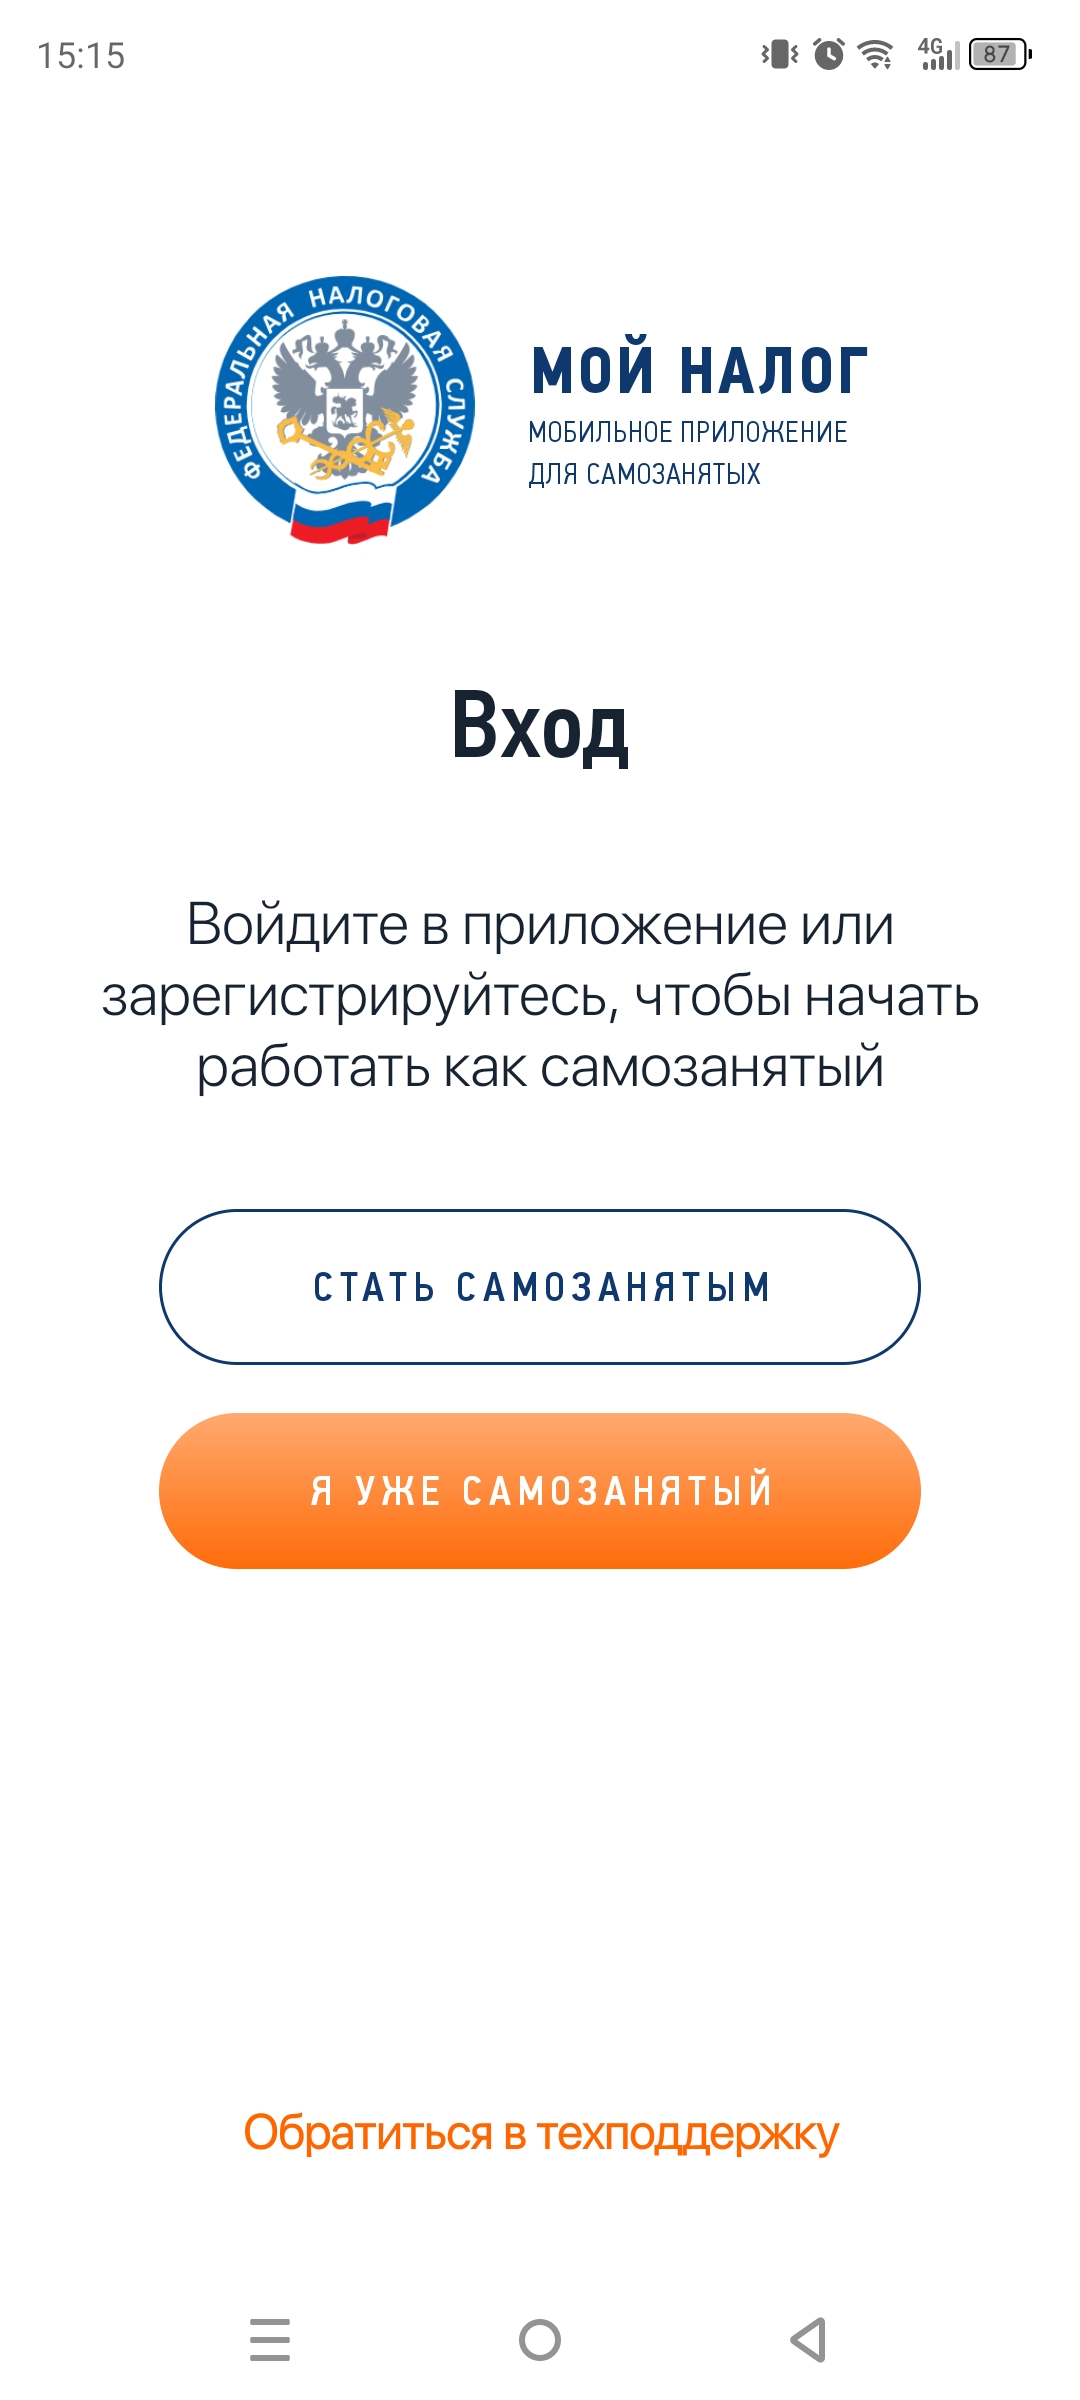 15:15
4G
87
ФЕДЕРАЛЬНАЯ НАЛОГОВАЯ СЛУЖБА
МОЙ НАЛОГ
МОБИЛЬНОЕ ПРИЛОЖЕНИЕ
ДЛЯ САМОЗАНЯТЫХ
Вход
Войдите в приложение или
зарегистрируйтесь, чтобы начать
работать как самозанятый
СТАТЬ САМОЗАНЯТЫМ
Я УЖЕ САМОЗАНЯТЫЙ
Обратиться в техподдержку